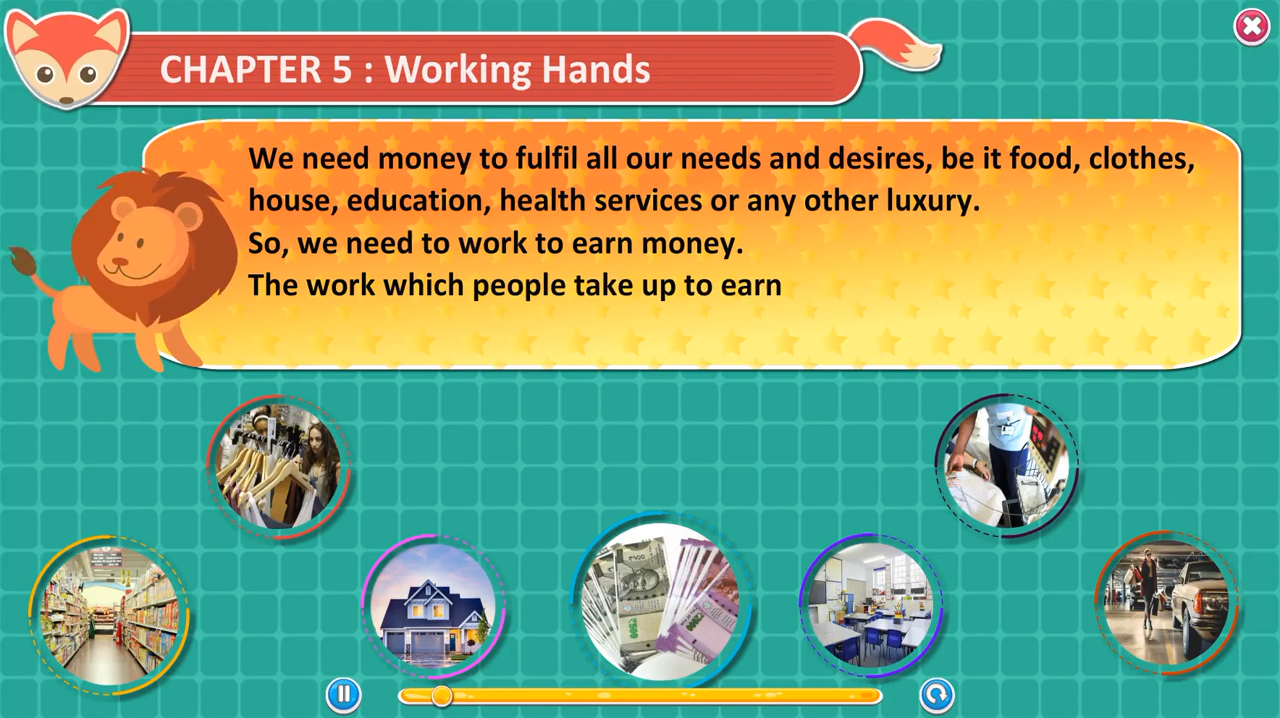 CHAPTER 5 : Working Hands
We need money to fulfil all our needs and desires, be it food, clothes,
house, education, health services or any other luxury.
So, we need to work to earn money.
The work which people take up to earn